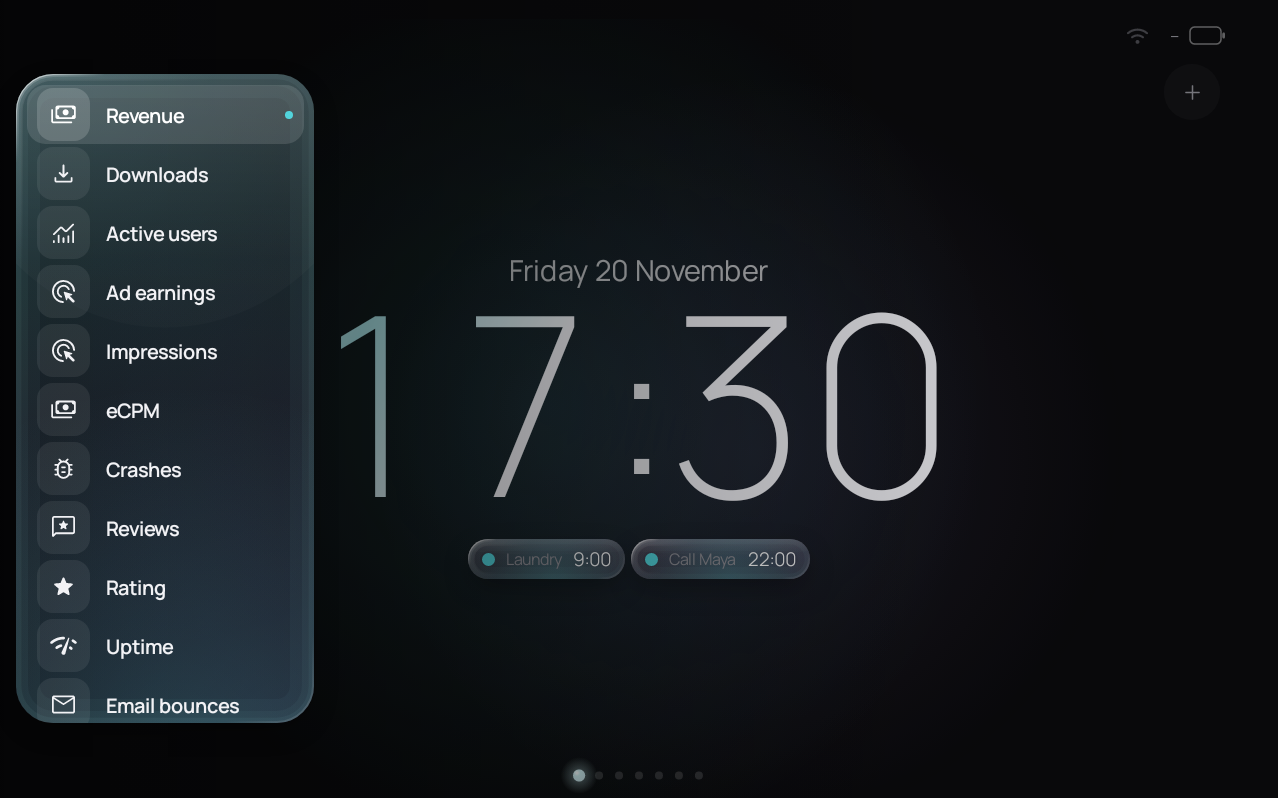 Revenue
Downloads
Active users
Ad earnings
Impressions
eCPM
Crashes
Reviews
Rating
Uptime
Email bounces
Friday 20 November
17:30
Laundry 9:00
Call Maya 22:00